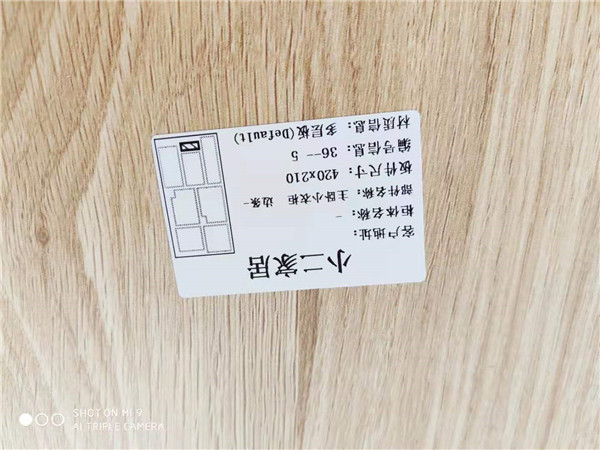 小二家居
客户地址：
柜体名称： -
部件名称：主卧小衣柜 边条-
板件尺寸：420x210
编号信息： 36--5
材质信息：多层板(Default)
SHOT ON MI 9
AI TRIPLE CAMERA